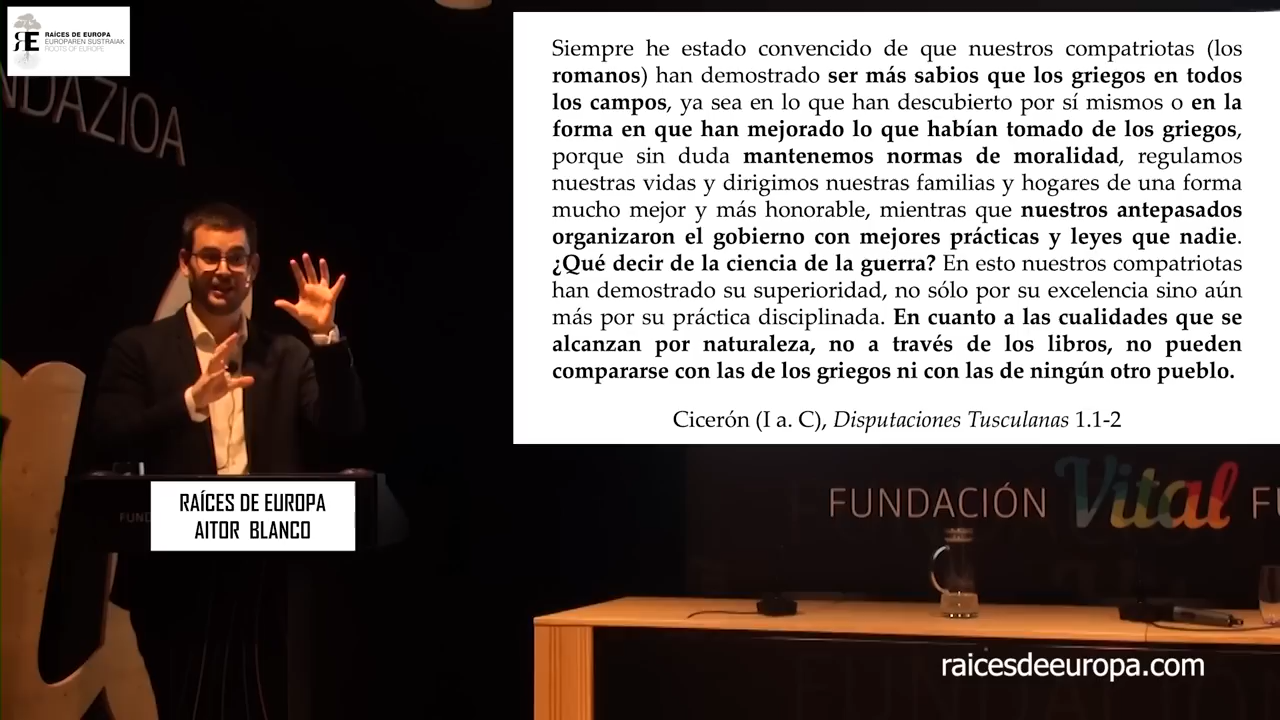 RAÍCES DE EUROPA
EUROPAREN SUSTRAIAK
ROOTS OF EUROPE
NDAZIOA
Siempre he estado convencido de que nuestros compatriotas (los
romanos) han demostrado ser más sabios que los griegos en todos
los campos, ya sea en lo que han descubierto por sí mismos o en la
forma en que han mejorado lo que habían tomado de los griegos,
porque sin duda mantenemos normas de moralidad, regulamos
nuestras vidas y dirigimos nuestras familias y hogares de una forma
mucho mejor y más honorable, mientras que nuestros antepasados
organizaron el gobierno con mejores prácticas y leyes que nadie.
¿Qué decir de la ciencia de la guerra? En esto nuestros compatriotas
han demostrado su superioridad, no sólo por su excelencia sino aún
más por su práctica disciplinada. En cuanto a las cualidades que se
alcanzan por naturaleza, no a través de los libros, no pueden
compararse con las de los griegos ni con las de ningún otro pueblo.
Cicerón (I a. C), Disputaciones Tusculanas 1.1-2
FUNDACIÓN Vital FU
FUND
RAÍCES DE EUROPA
AITOR BLANCO
raicesdeeuropa.com